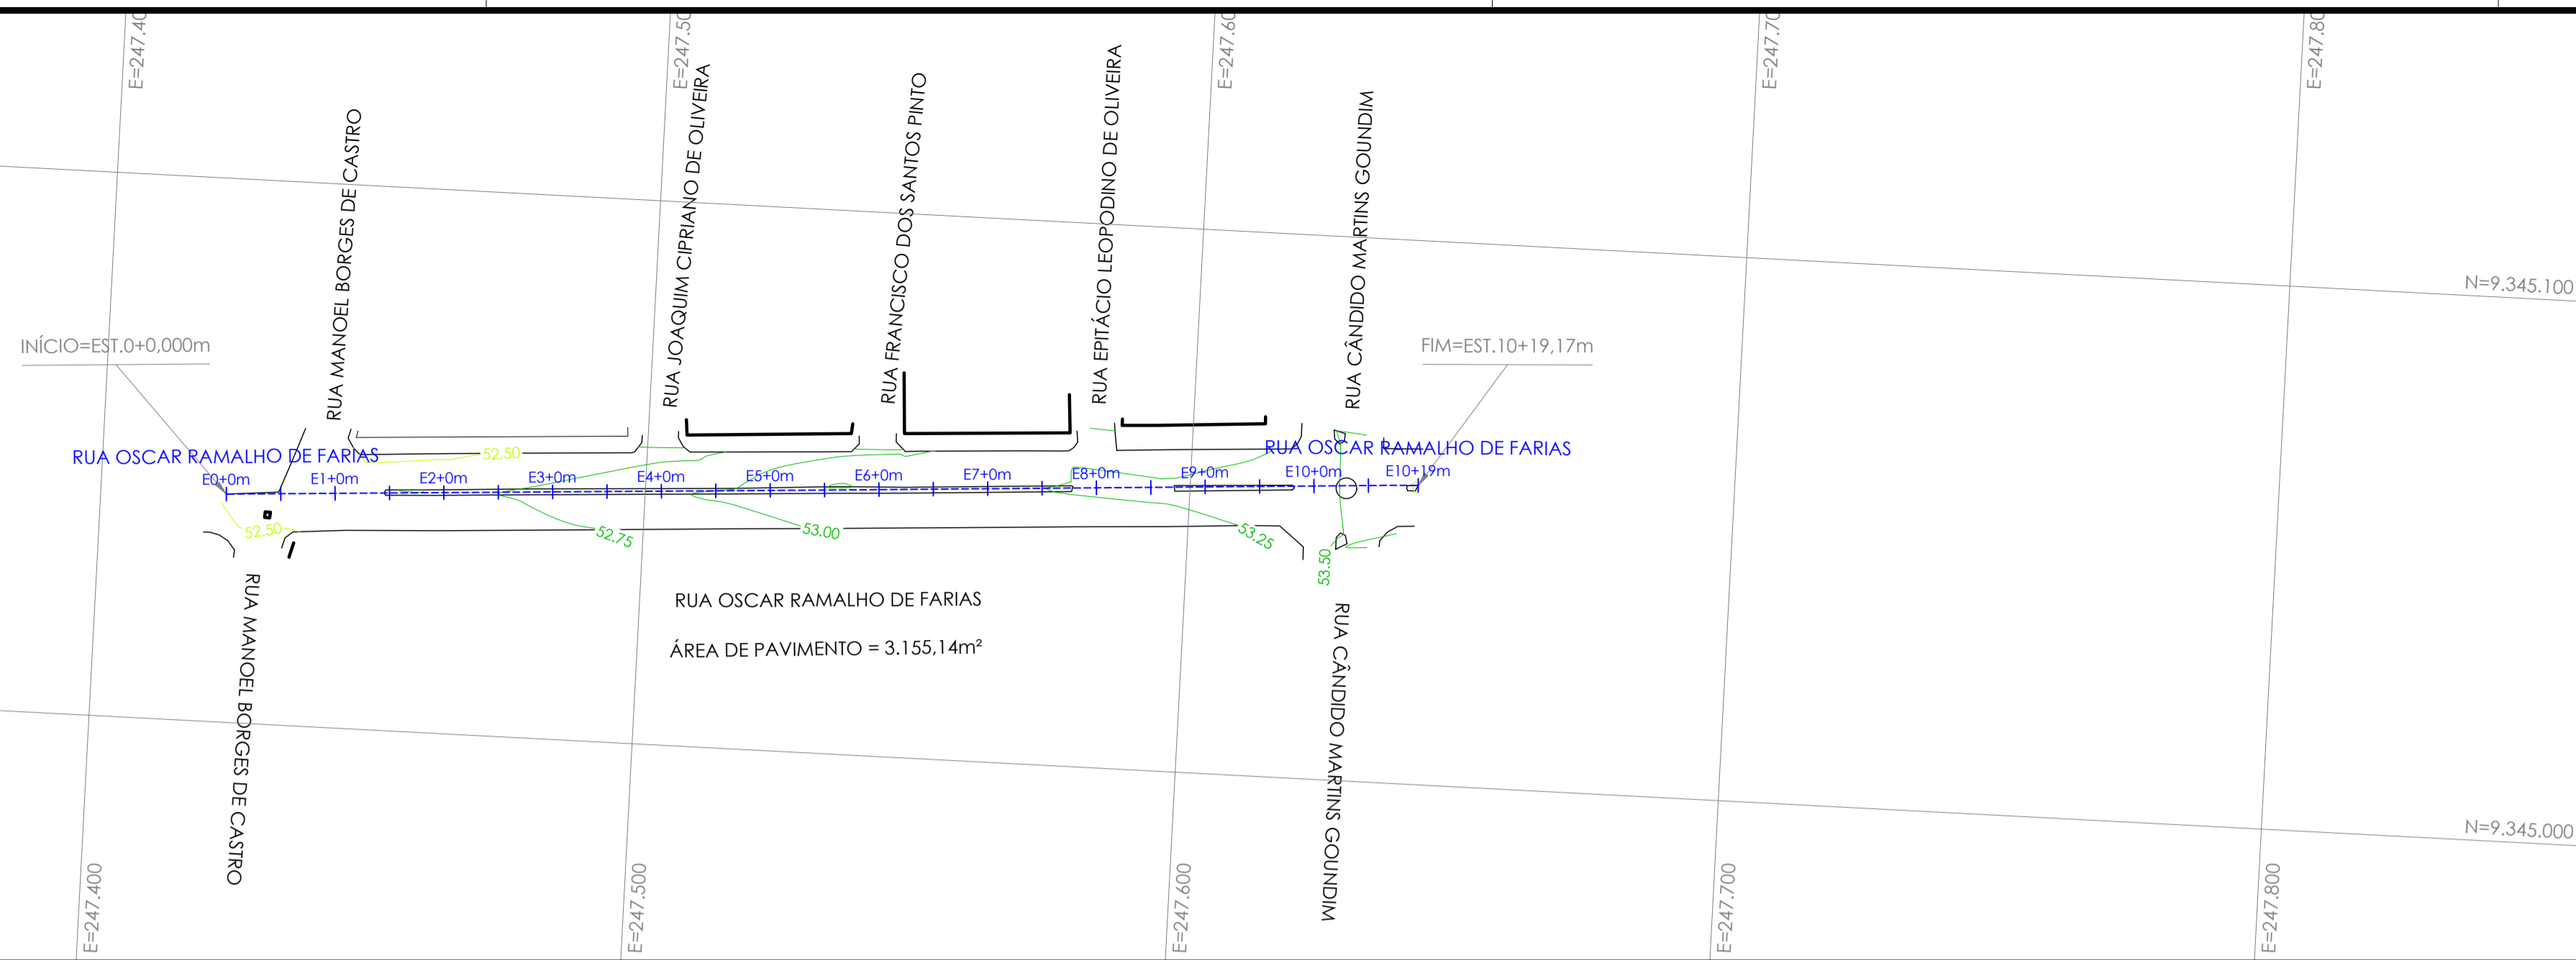 E=247.40
E=247.50
E=247.60
E=247.70
E=247.80
RUA MANOEL BORGES DE CASTRO
RUA JOAQUIM CIPRIANO DE OLIVEIRA
RUA FRANCISCO DOS SANTOS PINTO
RUA EPITÁCIO LEOPODINO DE OLIVEIRA
RUA CÂNDIDO MARTINS GOUNDIM
N=9.345.100
INÍCIO=EST.0+0,000m
FIM=EST.10+19,17m
RUA OSCAR RAMALHO DE FARIAS
52.50
RUA OSCAR RAMALHO DE FARIAS
E0+0m
E1+0m
E2+0m
E3+0m
E4+0m
E5+0m
E6+0m
E7+0m
E8+0m
E9+0m
E10+0m
E10+19m
52.50
52.75
53.00
53.25
53.50
RUA OSCAR RAMALHO DE FARIAS
ÁREA DE PAVIMENTO = 3.155,14m²
RUA MANOEL BORGES DE CASTRO
RUA CÂNDIDO MARTINS GOUNDIM
N=9.345.000
E=247.400
E=247.500
E=247.600
E=247.700
E=247.800